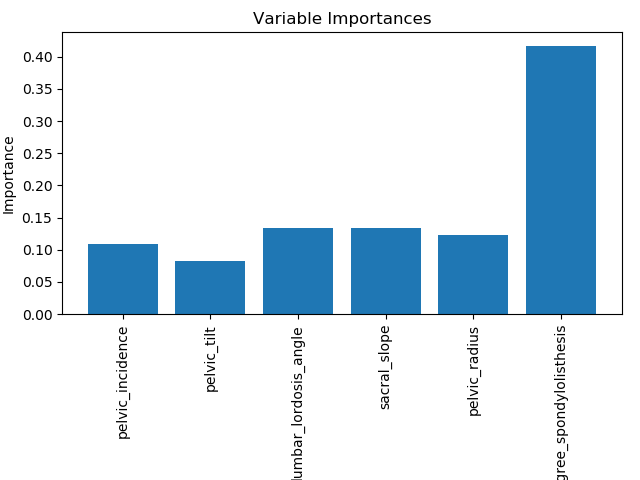 Variable Importances
Importance
0.40
0.35
0.30
0.25
0.20
0.15
0.10
0.05
0.00
pelvic_incidence
pelvic_tilt
lumbar_lordosis_angle
sacral_slope
pelvic_radius
gree_spondylolisthesis